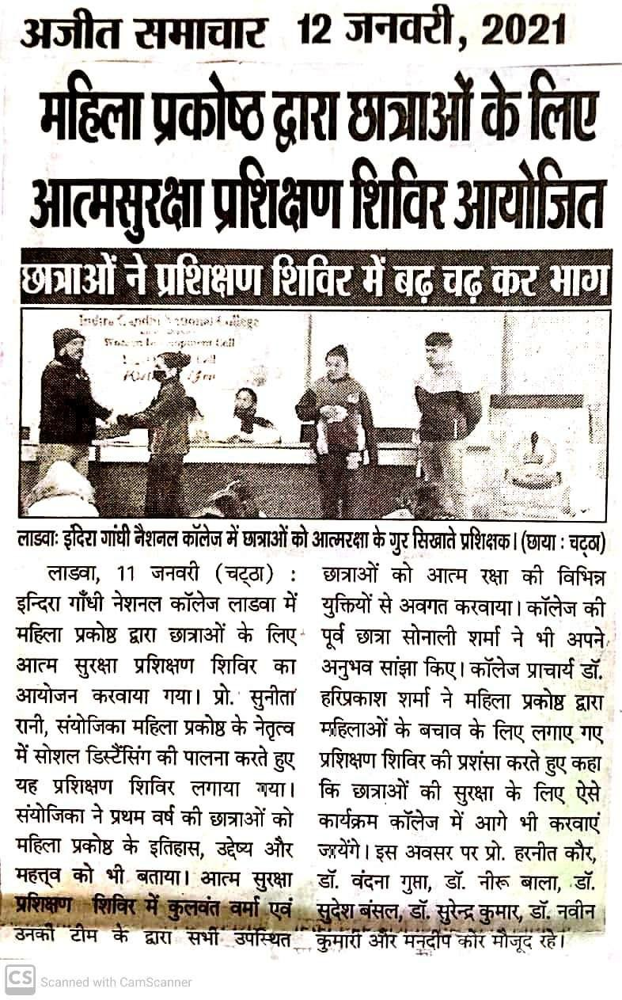 अजीत समाचार 12 जनवरी, 2021
महिला प्रकोष्ठ द्वारा छात्राओं के लिए
आत्मसुरक्षा प्रशिक्षण शिविर आयोजित
छात्राओं ने प्रशिक्षण शिविर में बढ़ चढ़ कर भाग
Indira Gandhi National College
Women Development Cell
लाडवाः इंदिरा गांधी नैशनल कॉलेज में छात्राओं को आत्मरक्षा के गुर सिखाते प्रशिक्षक। (छाया : चट्ठा)
लाडवा, 11 जनवरी (चट्ठा) :
इन्दिरा गाँधी नेशनल कॉलेज लाडवा में
महिला प्रकोष्ठ द्वारा छात्राओं के लिए
आत्म सुरक्षा प्रशिक्षण शिविर का
आयोजन करवाया गया। प्रो. सुनीता
रानी, संयोजिका महिला प्रकोष्ठ के नेतृत्व
में सोशल डिस्टैंसिंग की पालना करते हुए
यह प्रशिक्षण शिविर लगाया गया।
संयोजिका ने प्रथम वर्ष की छात्राओं को
महिला प्रकोष्ठ के इतिहास, उद्देष्य और
महत्त्व को भी बताया। आत्म सुरक्षा
प्रशिक्षण शिविर में कुलवंत वर्मा एवं
उनकी टीम के द्वारा सभी उपस्थित
छात्राओं को आत्म रक्षा की विभिन्न
युक्तियों से अवगत करवाया। कॉलेज की
पूर्व छात्रा सोनाली शर्मा ने भी अपने
अनुभव सांझा किए। कॉलेज प्राचार्य डॉ.
हरिप्रकाश शर्मा ने महिला प्रकोष्ठ द्वारा
महिलाओं के बचाव के लिए लगाए गए
प्रशिक्षण शिविर की प्रशंसा करते हुए कहा
कि छात्राओं की सुरक्षा के लिए ऐसे
कार्यक्रम कॉलेज में आगे भी करवाएं
जायेंगे। इस अवसर पर प्रो. हरनीत कौर,
डॉ. वंदना गुप्ता, डॉ. नीरू बाला, डॉ.
सुदेश बंसल, डॉ. सुरेन्द्र कुमार, डॉ. नवीन
कुमारी और मनदीप कौर मौजूद रहे।
CS Scanned with CamScanner